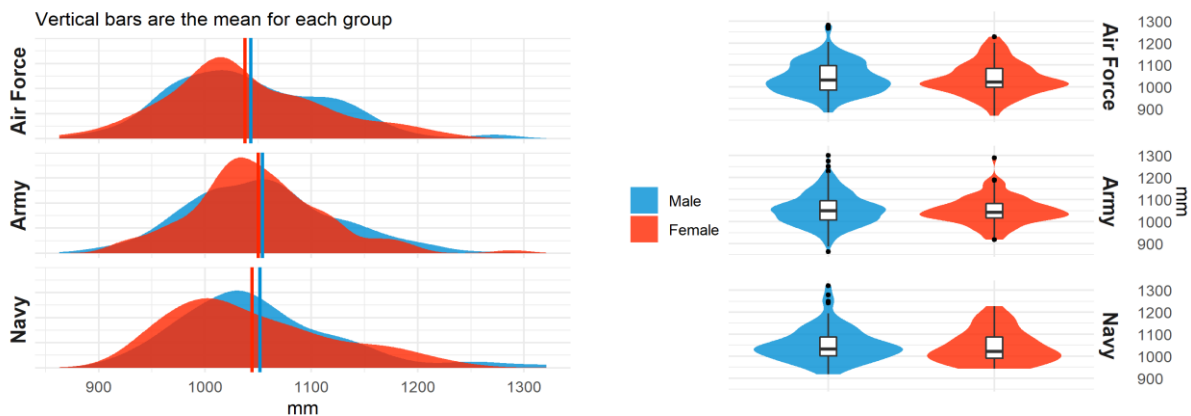 Vertical bars are the mean for each group
Air Force
Army
Navy
900 1000 1100 1200 1300
mm
Male
Female
Air Force
1300
1200
1100
1000
900
Army
1300
1200
1100
1000
900
mm
Navy
1300
1200
1100
1000
900